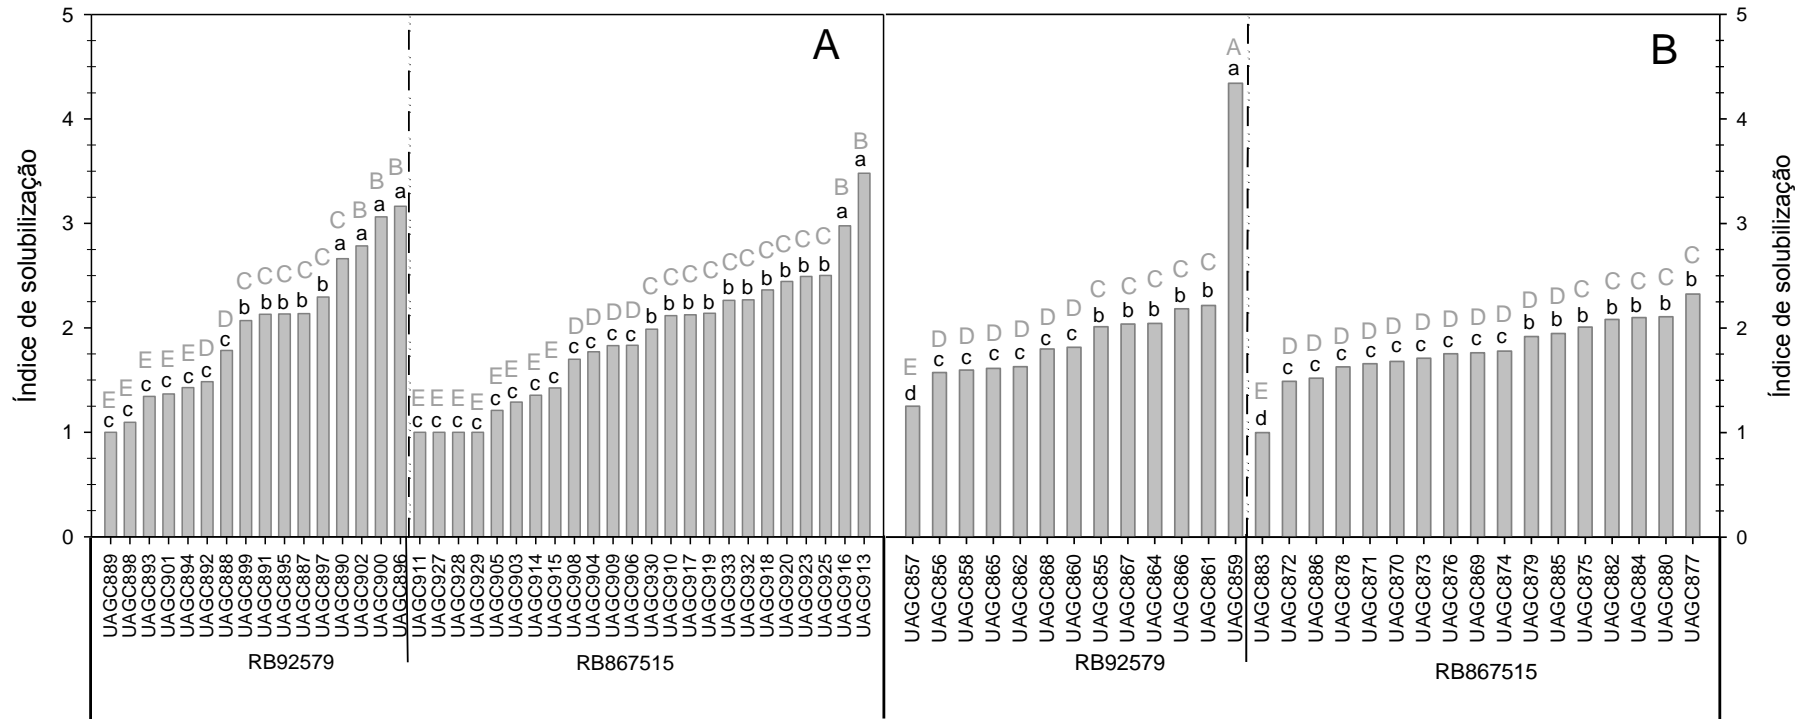 A
B
Índice de solubilização
Índice de solubilização
5
4
3
2
1
0
5
4
3
2
1
0
E E E E E D D C C C C C C B B B
c c c c c c c b b b b b a a a a
E E E E E E E E D D D D C C C C C C C C C C B B
c c c c c c c c c c c c b b b b b b b b b b a a
E D D D D D D C C C C C A
d c c c c c c b b b b b a
E D D D D D D D D D D D C C C C C
d c c c c c c c c c b b b b b b b
UAGC889
UAGC898
UAGC893
UAGC901
UAGC894
UAGC892
UAGC888
UAGC899
UAGC891
UAGC895
UAGC887
UAGC897
UAGC890
UAGC902
UAGC900
UAGC896
UAGC911
UAGC927
UAGC928
UAGC929
UAGC905
UAGC903
UAGC914
UAGC915
UAGC908
UAGC904
UAGC909
UAGC906
UAGC930
UAGC910
UAGC917
UAGC919
UAGC933
UAGC932
UAGC918
UAGC920
UAGC923
UAGC925
UAGC916
UAGC913
UAGC857
UAGC856
UAGC858
UAGC865
UAGC862
UAGC868
UAGC860
UAGC855
UAGC867
UAGC864
UAGC866
UAGC861
UAGC859
UAGC883
UAGC872
UAGC886
UAGC878
UAGC871
UAGC870
UAGC873
UAGC876
UAGC869
UAGC874
UAGC879
UAGC885
UAGC875
UAGC882
UAGC884
UAGC880
UAGC877
RB92579
RB867515
RB92579
RB867515